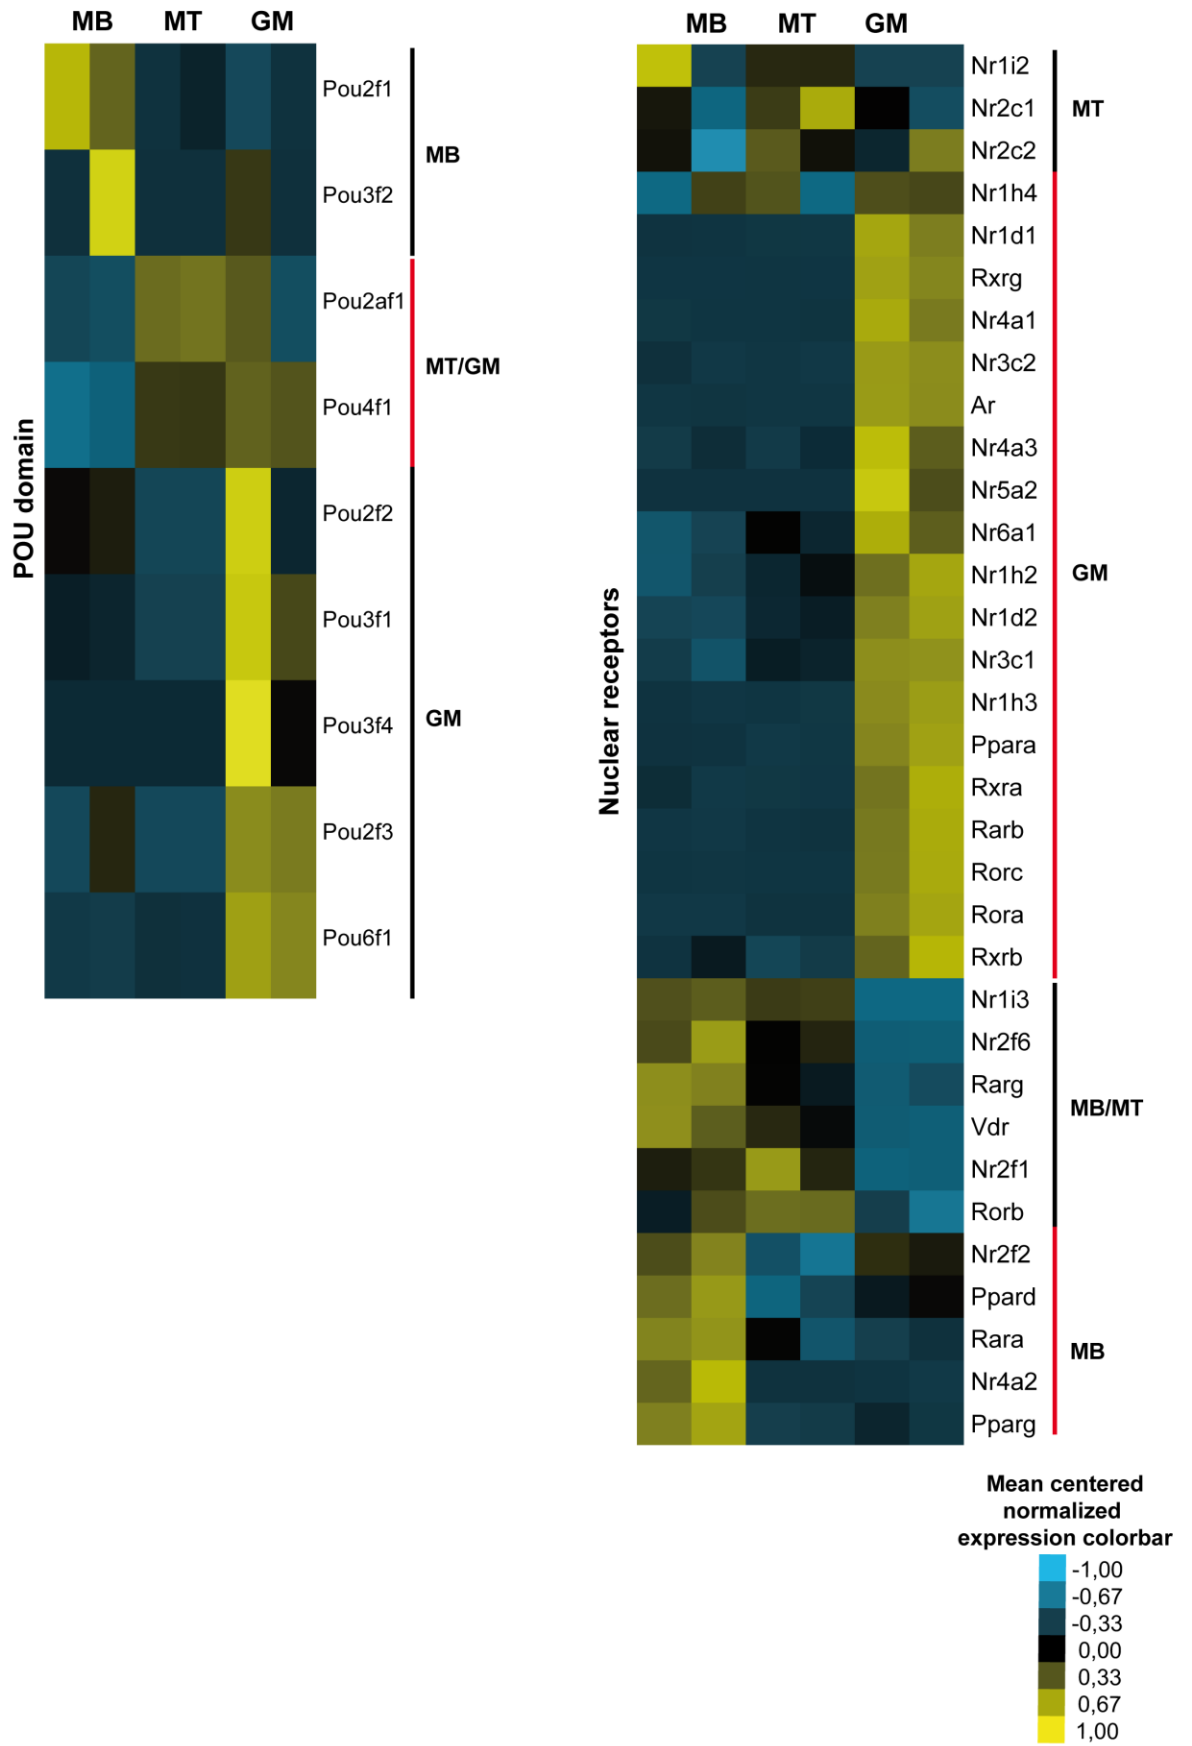 MB MT GM
POU domain
Pou2f1
Pou3f2
Pou2af1
Pou4f1
Pou2f2
Pou3f1
Pou3f4
Pou2f3
Pou6f1
MB
MT/GM
GM
MB MT GM
Nuclear receptors
Nr1i2
Nr2c1
Nr2c2
Nr1h4
Nr1d1
Rxrg
Nr4a1
Nr3c2
Ar
Nr4a3
Nr5a2
Nr6a1
Nr1h2
Nr1d2
Nr3c1
Nr1h3
Ppara
Rxra
Rarb
Rorc
Rora
Rxrb
Nr1i3
Nr2f6
Rarg
Vdr
Nr2f1
Rorb
Nr2f2
Ppard
Rara
Nr4a2
Pparg
MT
GM
MB/MT
MB
Mean centered
normalized
expression colorbar
-1,00
-0,67
-0,33
0,00
0,33
0,67
1,00